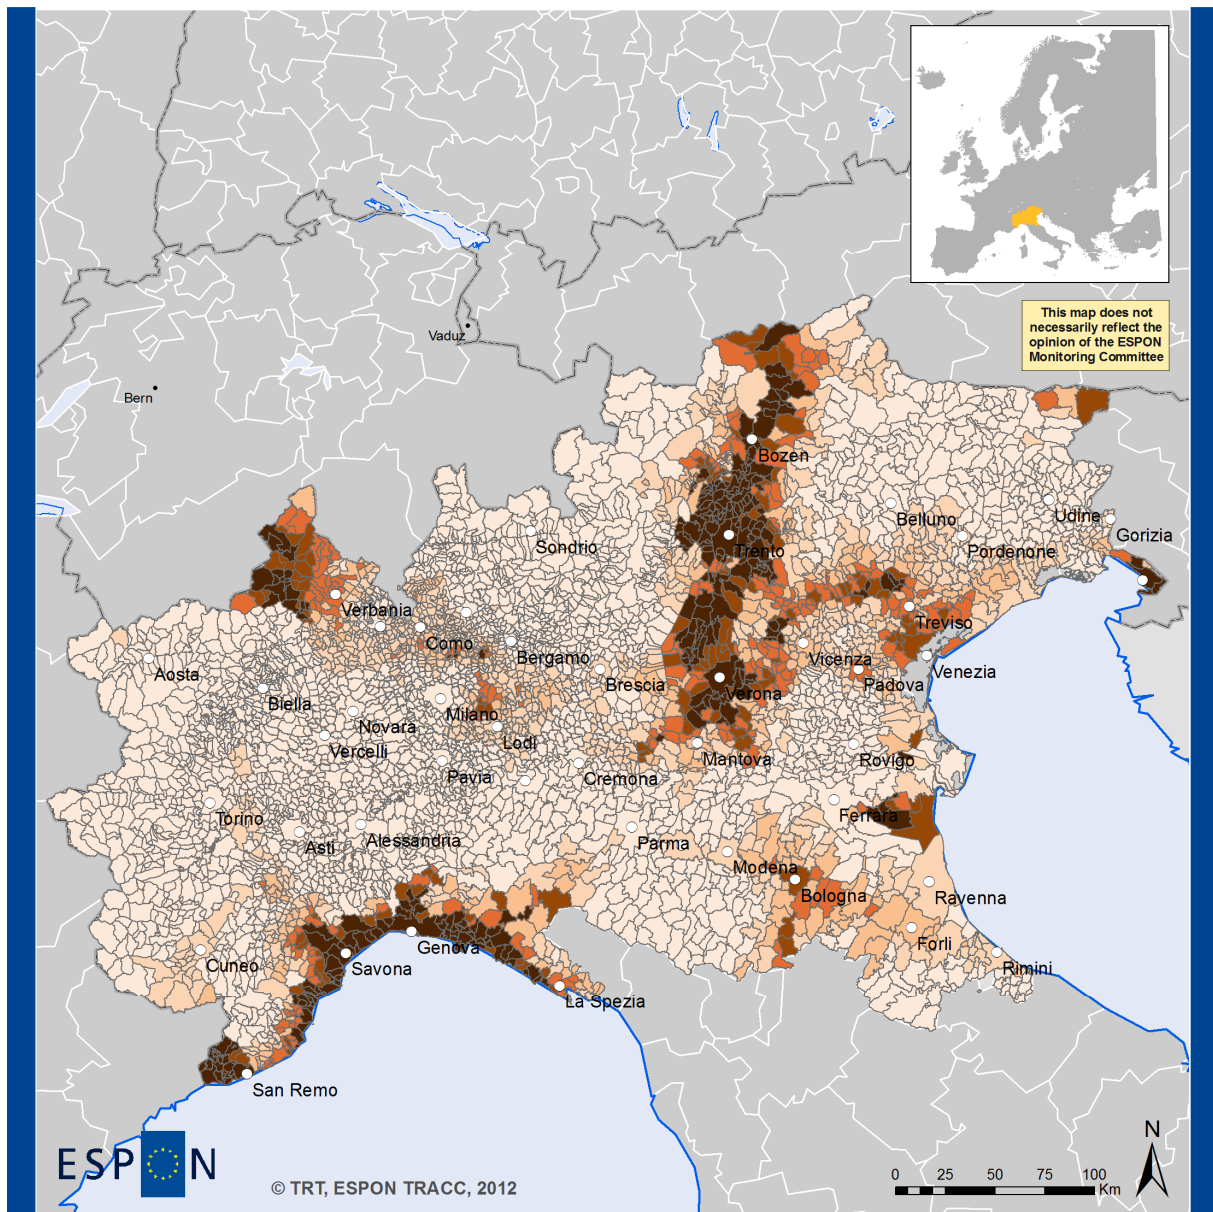 This map does not
necessarily reflect the
opinion of the ESPON
Monitoring Committee
Vaduz
Bern
Bozen
Belluno
Udine
Gorizia
Sondrio
Trento
Pordenone
Verbania
Treviso
Como
Bergamo
Vicenza
Venezia
Aosta
Brescia
Verona
Padova
Biella
Milano
Novara
Lodi
Vercelli
Mantova
Rovigo
Pavia
Cremona
Torino
Ferrara
Asti
Alessandria
Parma
Modena
Bologna
Ravenna
Genova
Forli
Cuneo
Savona
Rimini
La Spezia
San Remo
N
ESPON
0 25 50 75 100
Km
© TRT, ESPON TRACC, 2012